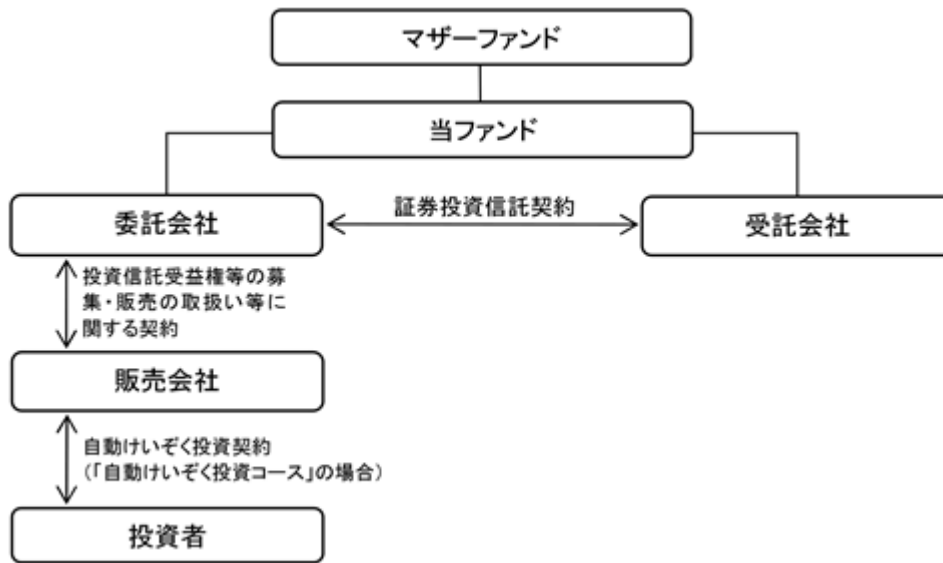 マザーファンド
当ファンド
委託会社
証券投資信託契約
受託会社
投資信託受益権等の募
集・販売の取扱い等に
関する契約
販売会社
自動けいぞく投資契約
(「自動けいぞく投資コース」の場合)
投資者